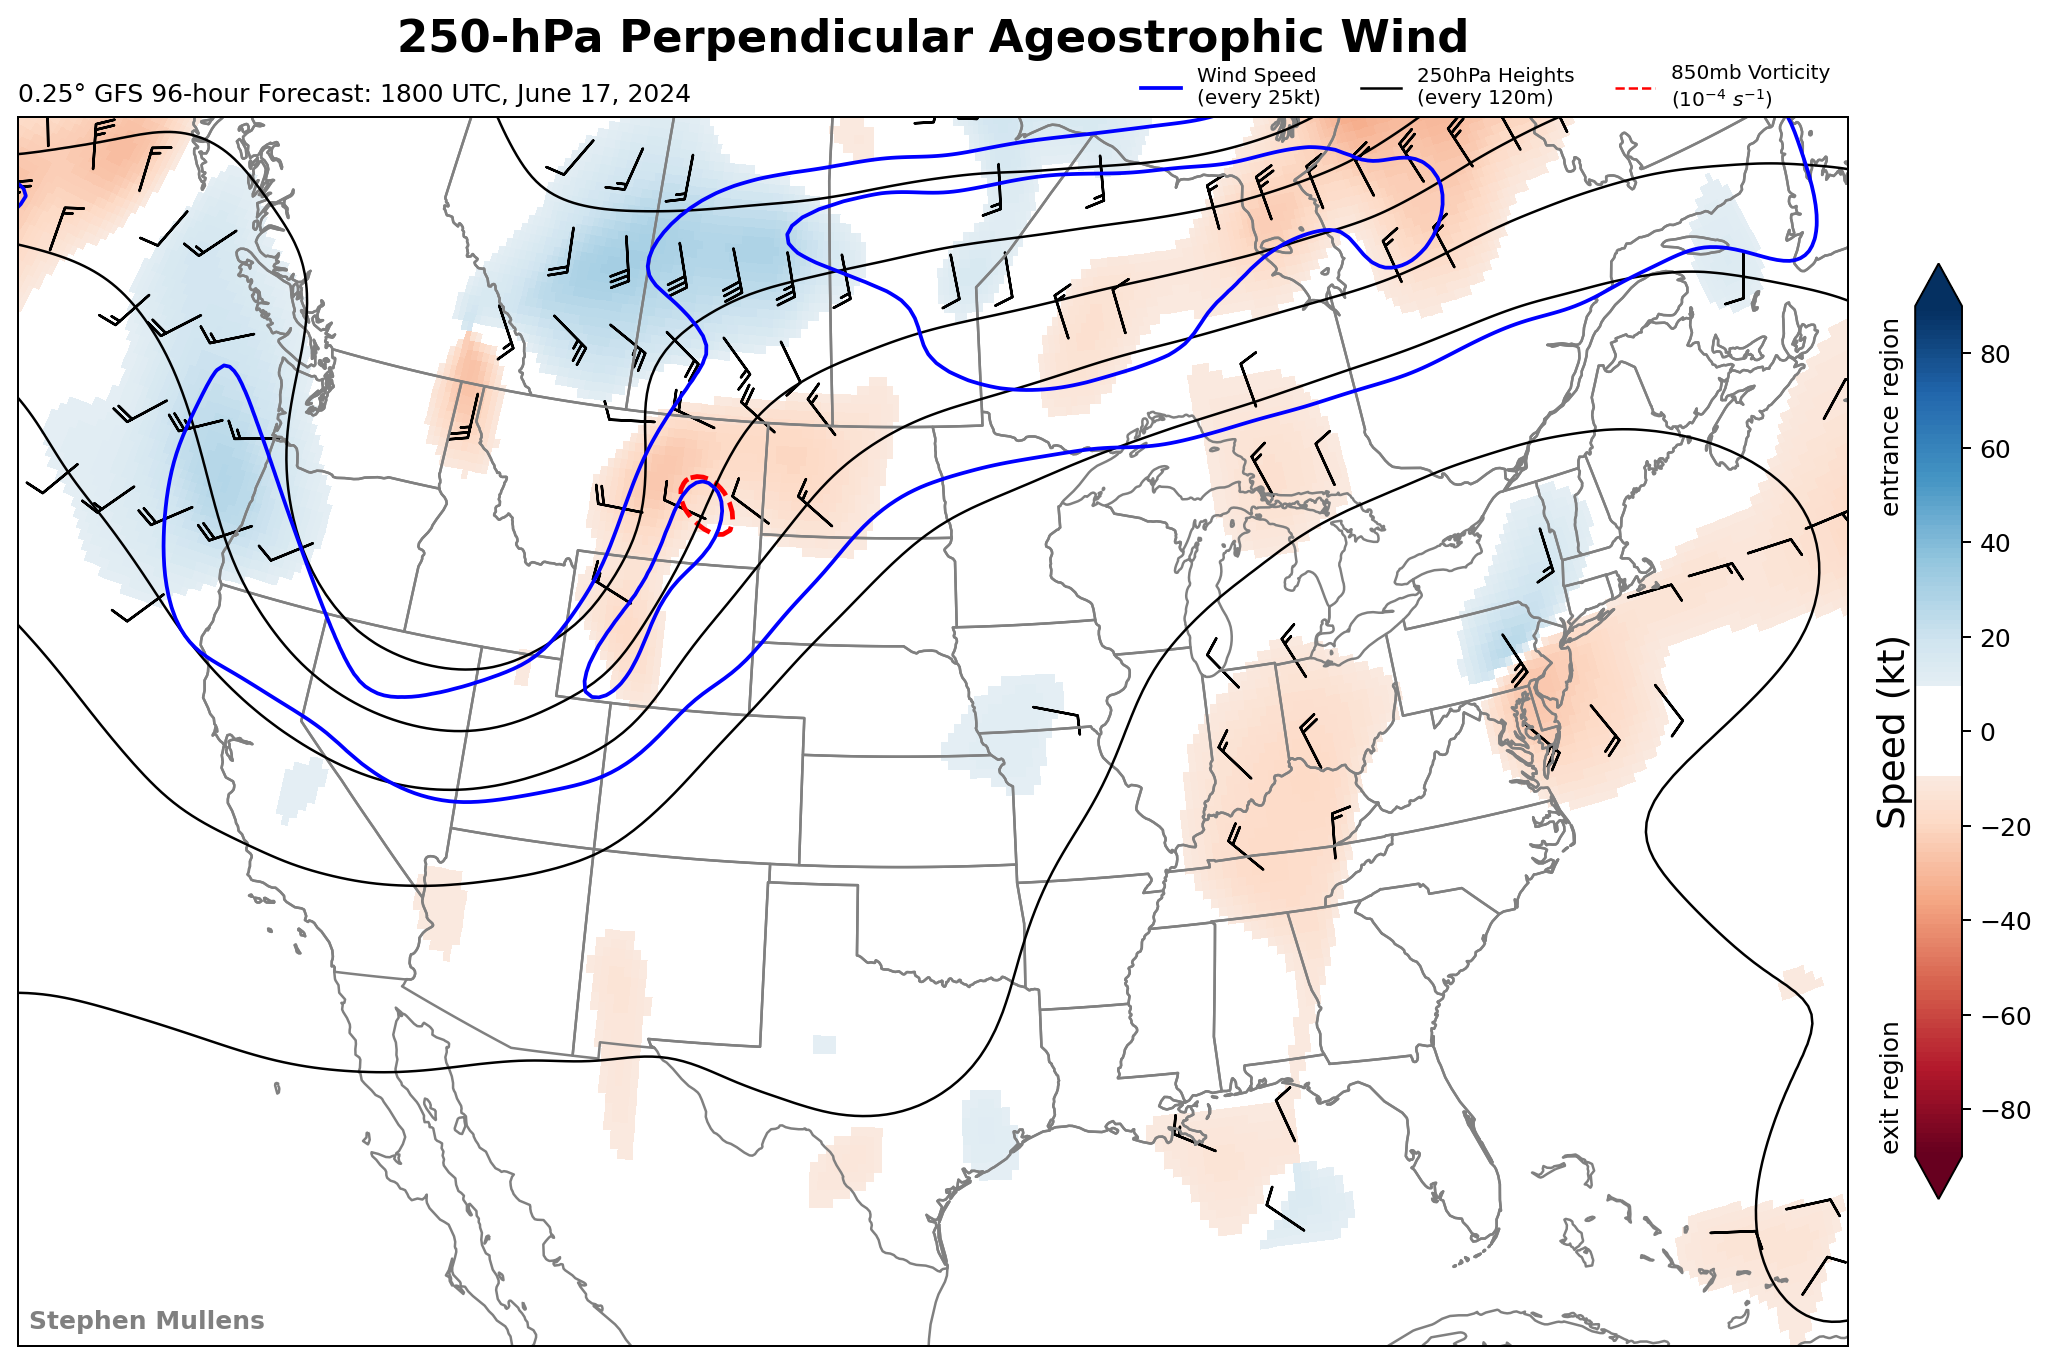 250-hPa Perpendicular Ageostrophic Wind
0.25° GFS 96-hour Forecast: 1800 UTC, June 17, 2024
Wind Speed
(every 25kt)
250hPa Heights
(every 120m)
850mb Vorticity
(10⁻⁴ s⁻¹)
entrance region
Speed (kt)
exit region
80
60
40
20
0
−20
−40
−60
−80
Stephen Mullens